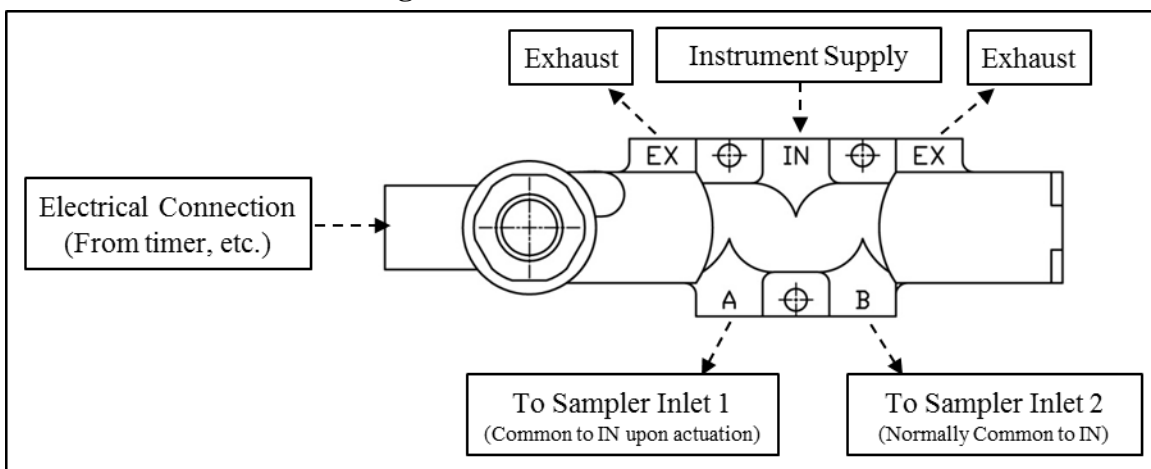 Exhaust
Instrument Supply
Exhaust
EX
IN
EX
Electrical Connection
(From timer, etc.)
A
B
To Sampler Inlet 1
(Common to IN upon actuation)
To Sampler Inlet 2
(Normally Common to IN)